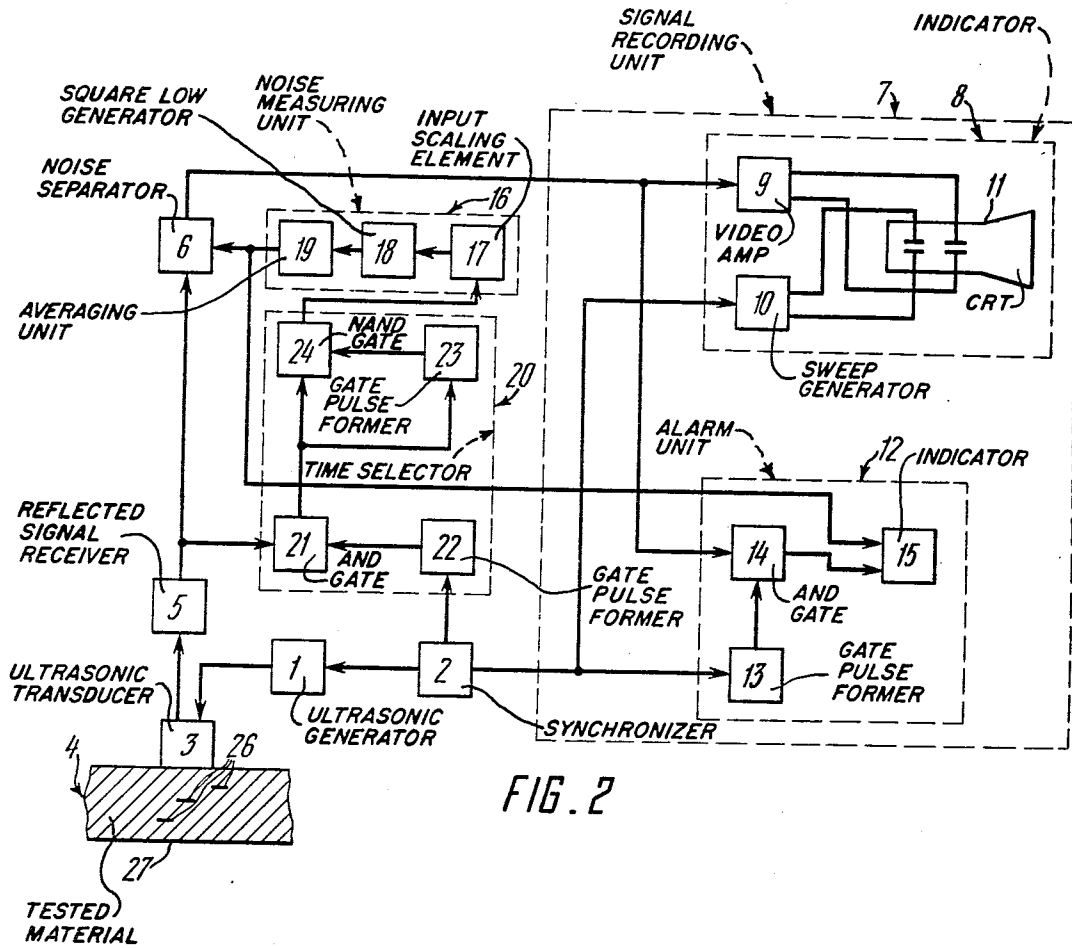 SIGNAL
RECORDING
UNIT
INDICATOR
NOISE
MEASURING
UNIT
SQUARE LOW
GENERATOR
INPUT
SCALING
ELEMENT
7
8
NOISE
SEPARATOR
16
9
11
6
19
18
17
VIDEO
AMP
AVERAGING
UNIT
10
CRT
24
NAND
GATE
23
20
GATE
PULSE
FORMER
SWEEP
GENERATOR
ALARM
UNIT
12
INDICATOR
TIME SELECTOR
REFLECTED
SIGNAL
RECEIVER
21
AND
GATE
22
14
15
GATE
PULSE
FORMER
AND
GATE
5
ULTRASONIC
TRANSDUCER
1
2
13
GATE
PULSE
FORMER
ULTRASONIC
GENERATOR
SYNCHRONIZER
3
26
4
FIG. 2
27
TESTED
MATERIAL